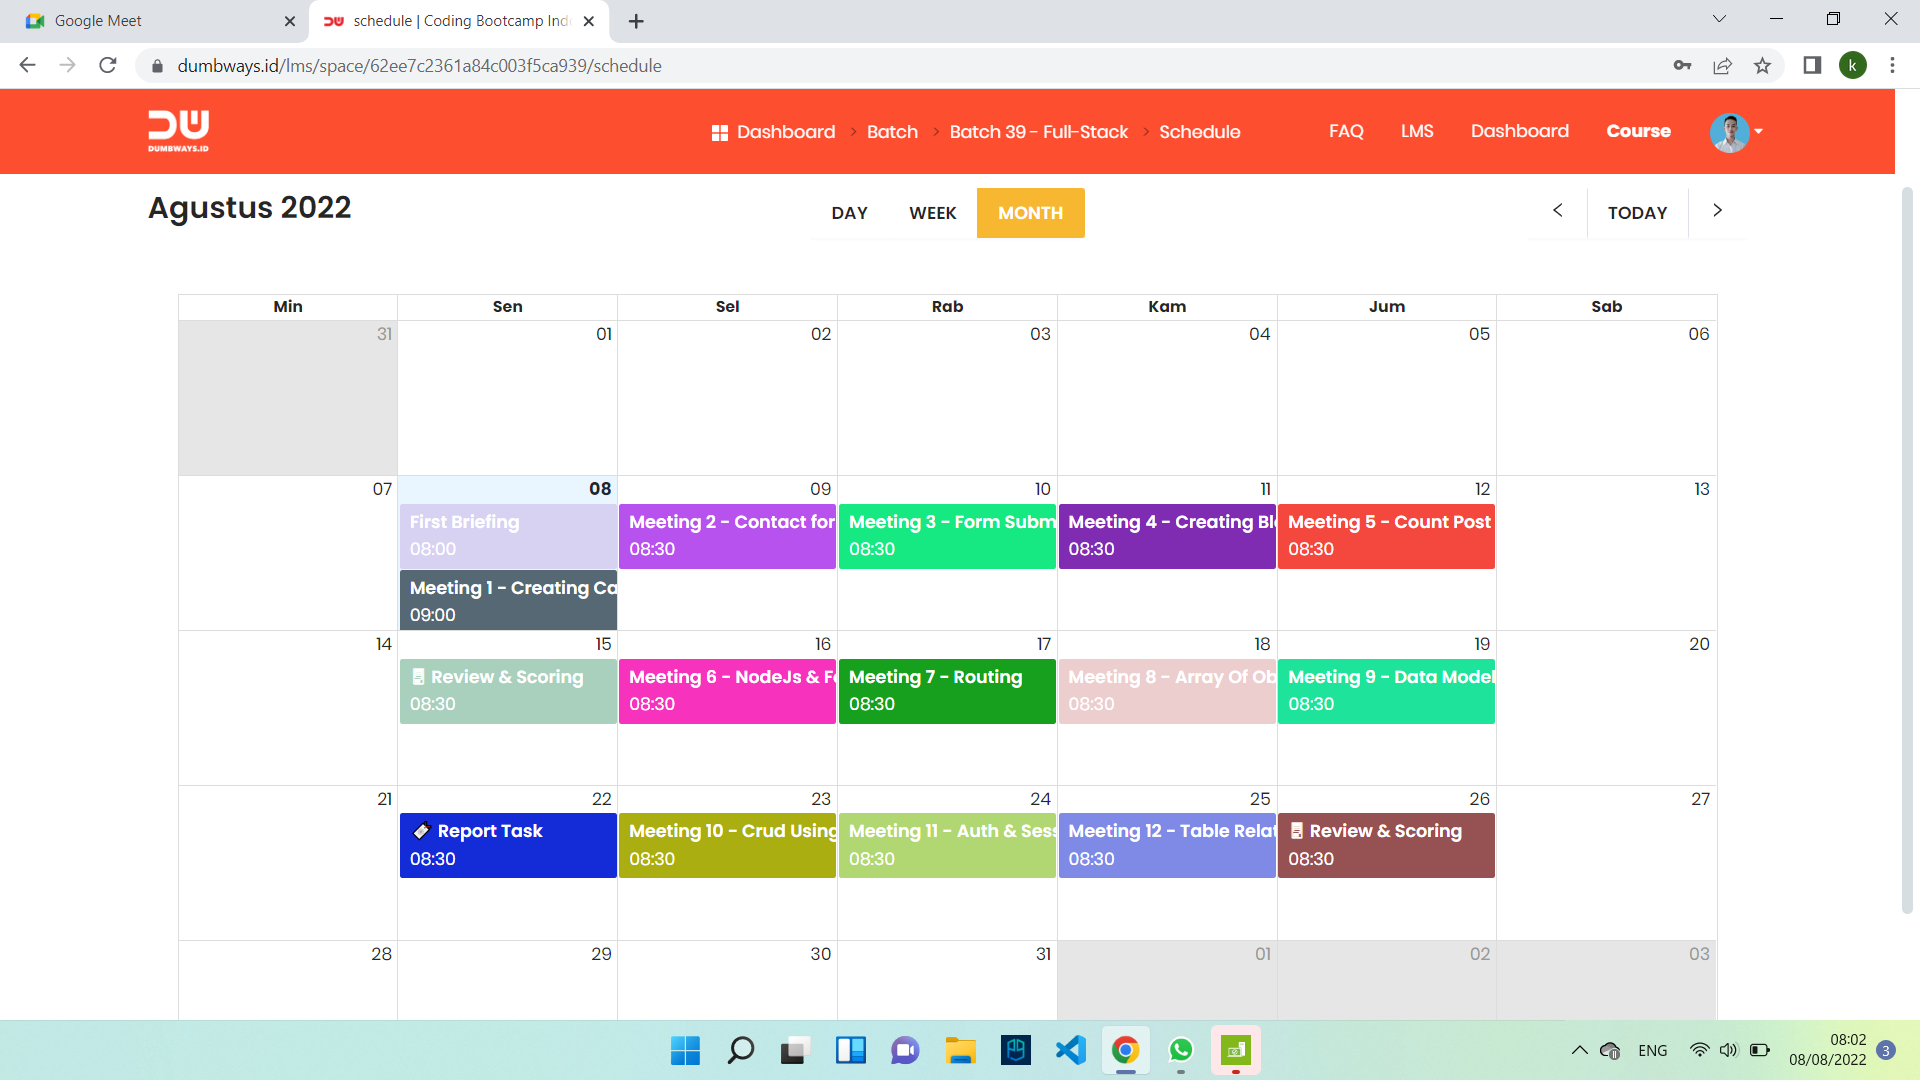 Google Meet
schedule | Coding Bootcamp Ind
dumbways.id/lms/space/62ee7c2361a84c003f5ca939/schedule
k
DW
DUMBWAYS.ID
Dashboard > Batch > Batch 39 - Full-Stack > Schedule
FAQ LMS Dashboard Course
Agustus 2022
DAY WEEK MONTH
< TODAY >
Min Sen Sel Rab Kam Jum Sab
31 01 02 03 04 05 06
07 08 09 10 11 12 13
First Briefing
08:00
Meeting 1 - Creating Ca
09:00
Meeting 2 - Contact for
08:30
Meeting 3 - Form Subm
08:30
Meeting 4 - Creating Bl
08:30
Meeting 5 - Count Post
08:30
14 15 16 17 18 19 20
Review & Scoring
08:30
Meeting 6 - NodeJs & F
08:30
Meeting 7 - Routing
08:30
Meeting 8 - Array Of Ob
08:30
Meeting 9 - Data Model
08:30
21 22 23 24 25 26 27
Report Task
08:30
Meeting 10 - Crud Using
08:30
Meeting 11 - Auth & Sess
08:30
Meeting 12 - Table Relat
08:30
Review & Scoring
08:30
28 29 30 31 01 02 03
ENG
08:02
08/08/2022
3